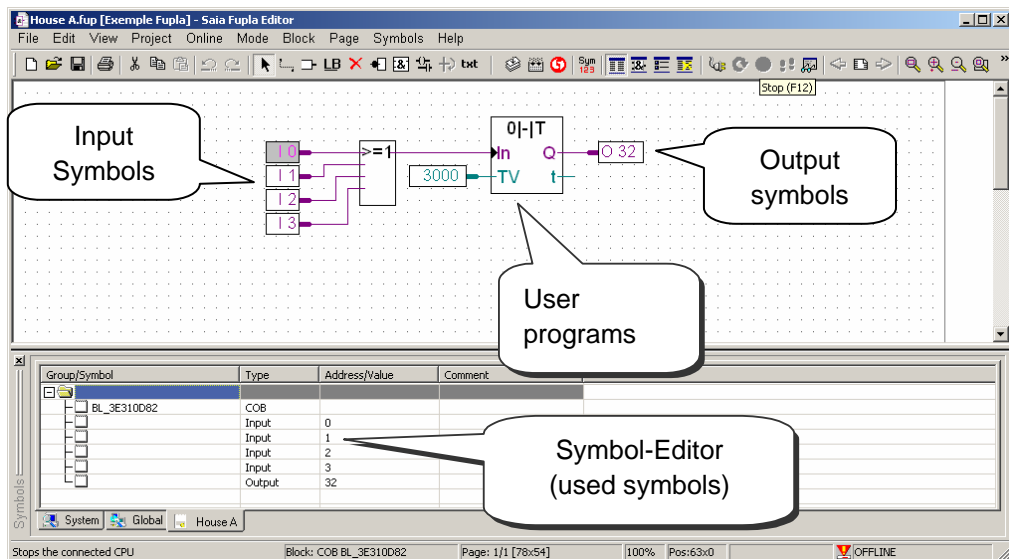 House A.fup [Exemple Fupla] - Saia Fupla Editor
File Edit View Project Online Mode Block Page Symbols Help
LB txt Sym 123 »
Stop (F12)
Input
Symbols
I 0
I 1
I 2
I 3
>=1
3000
0|-|T
In Q
TV t
O 32
Output
symbols
User
programs
Group/Symbol Type Address/Value Comment
BL_3E310D82 COB
Input 0
Input 1
Input 2
Input 3
Output 32
Symbol-Editor
(used symbols)
Symbols
System Global House A
Stops the connected CPU Block: COB BL_3E310D82 Page: 1/1 [78x54] 100% Pos:63x0 OFFLINE